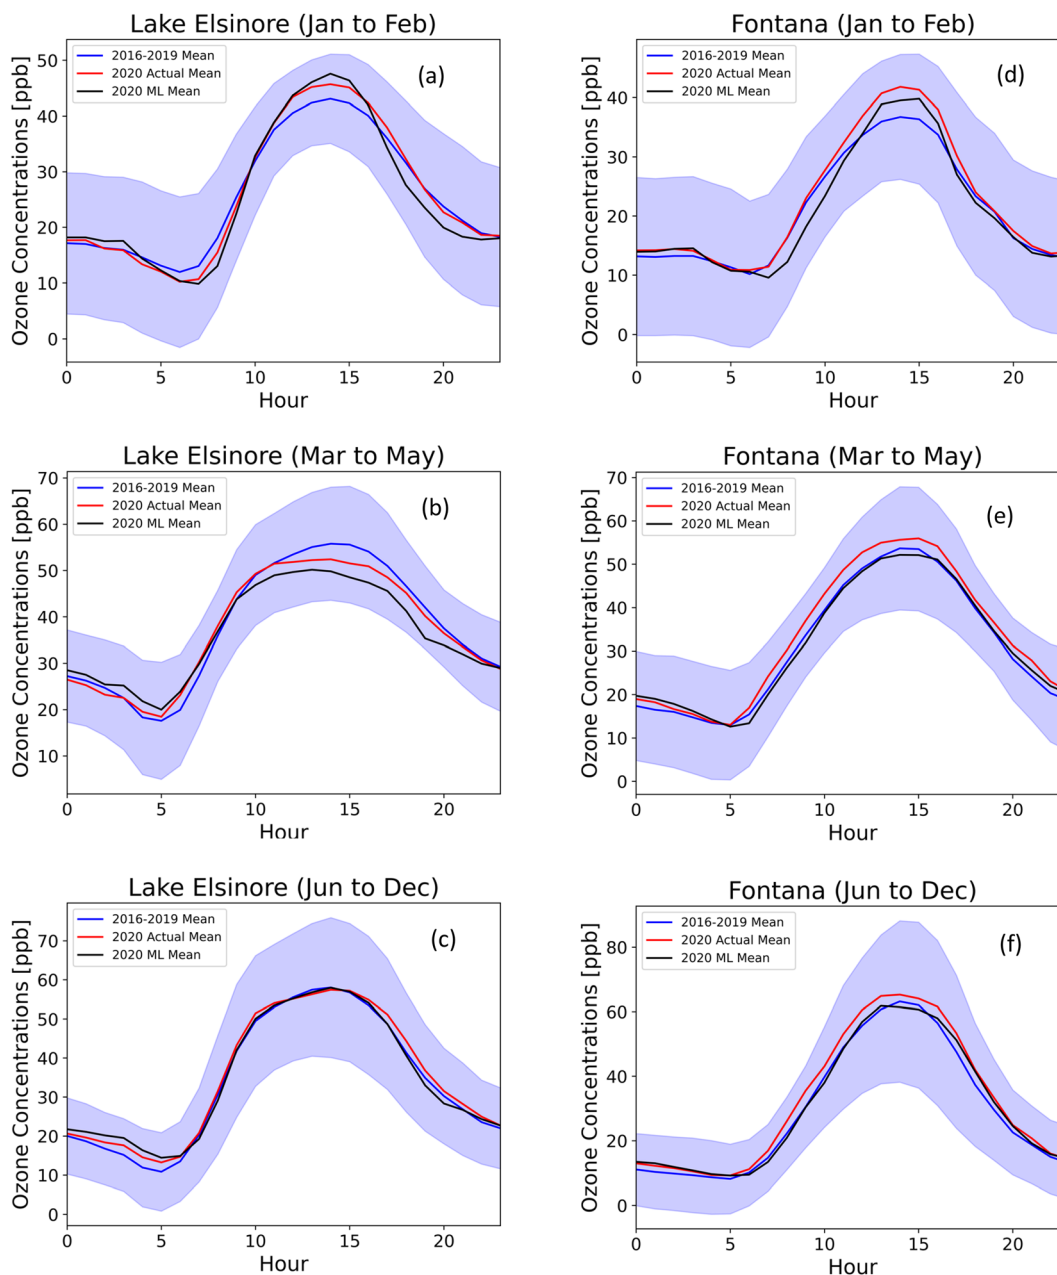 Lake Elsinore (Jan to Feb)
2016-2019 Mean
2020 Actual Mean
2020 ML Mean
(a)
Ozone Concentrations [ppb]
50
40
30
20
10
0
0 5 10 15 20
Hour
Fontana (Jan to Feb)
2016-2019 Mean
2020 Actual Mean
2020 ML Mean
(d)
Ozone Concentrations [ppb]
40
30
20
10
0
0 5 10 15 20
Hour
Lake Elsinore (Mar to May)
2016-2019 Mean
2020 Actual Mean
2020 ML Mean
(b)
Ozone Concentrations [ppb]
70
60
50
40
30
20
10
0 5 10 15 20
Hour
Fontana (Mar to May)
2016-2019 Mean
2020 Actual Mean
2020 ML Mean
(e)
Ozone Concentrations [ppb]
70
60
50
40
30
20
10
0
0 5 10 15 20
Hour
Lake Elsinore (Jun to Dec)
2016-2019 Mean
2020 Actual Mean
2020 ML Mean
(c)
Ozone Concentrations [ppb]
70
60
50
40
30
20
10
0
0 5 10 15 20
Hour
Fontana (Jun to Dec)
2016-2019 Mean
2020 Actual Mean
2020 ML Mean
(f)
Ozone Concentrations [ppb]
80
60
40
20
0
0 5 10 15 20
Hour